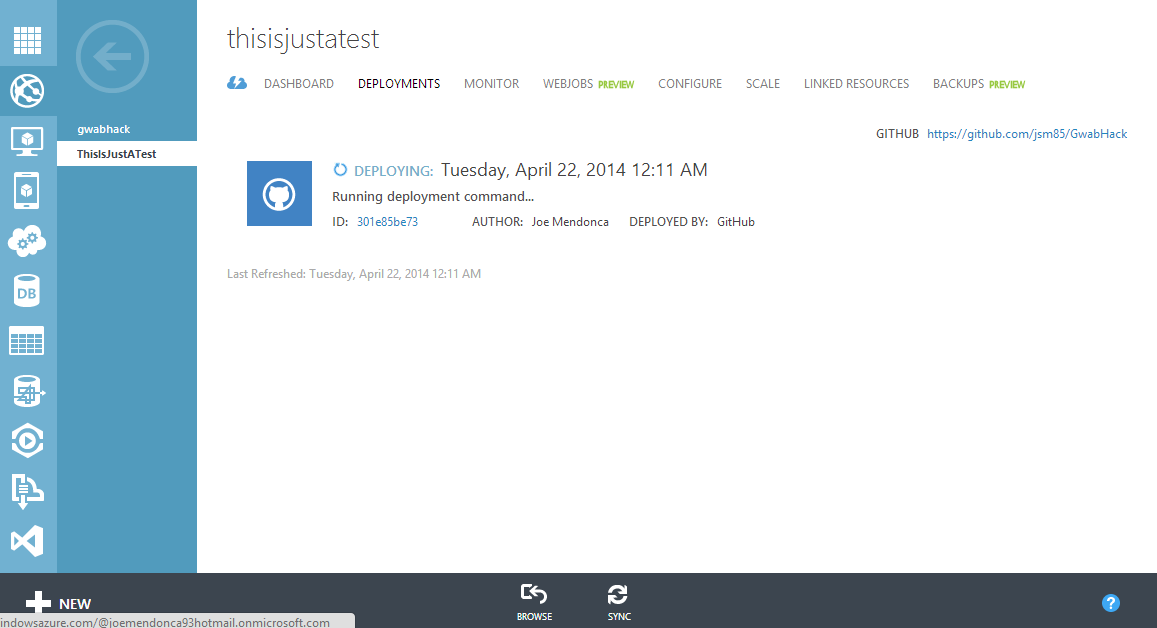 thisisjustatest
DASHBOARD DEPLOYMENTS MONITOR WEBJOBS PREVIEW CONFIGURE SCALE LINKED RESOURCES BACKUPS PREVIEW
gwabhack
ThisIsJustATest
GITHUB https://github.com/jsm85/GwabHack
DEPLOYING: Tuesday, April 22, 2014 12:11 AM
Running deployment command...
ID: 301e85be73 AUTHOR: Joe Mendonca DEPLOYED BY: GitHub
Last Refreshed: Tuesday, April 22, 2014 12:11 AM
DB
NEW
BROWSE
SYNC
?
indowsazure.com/@joemendonca93hotmail.onmicrosoft.com